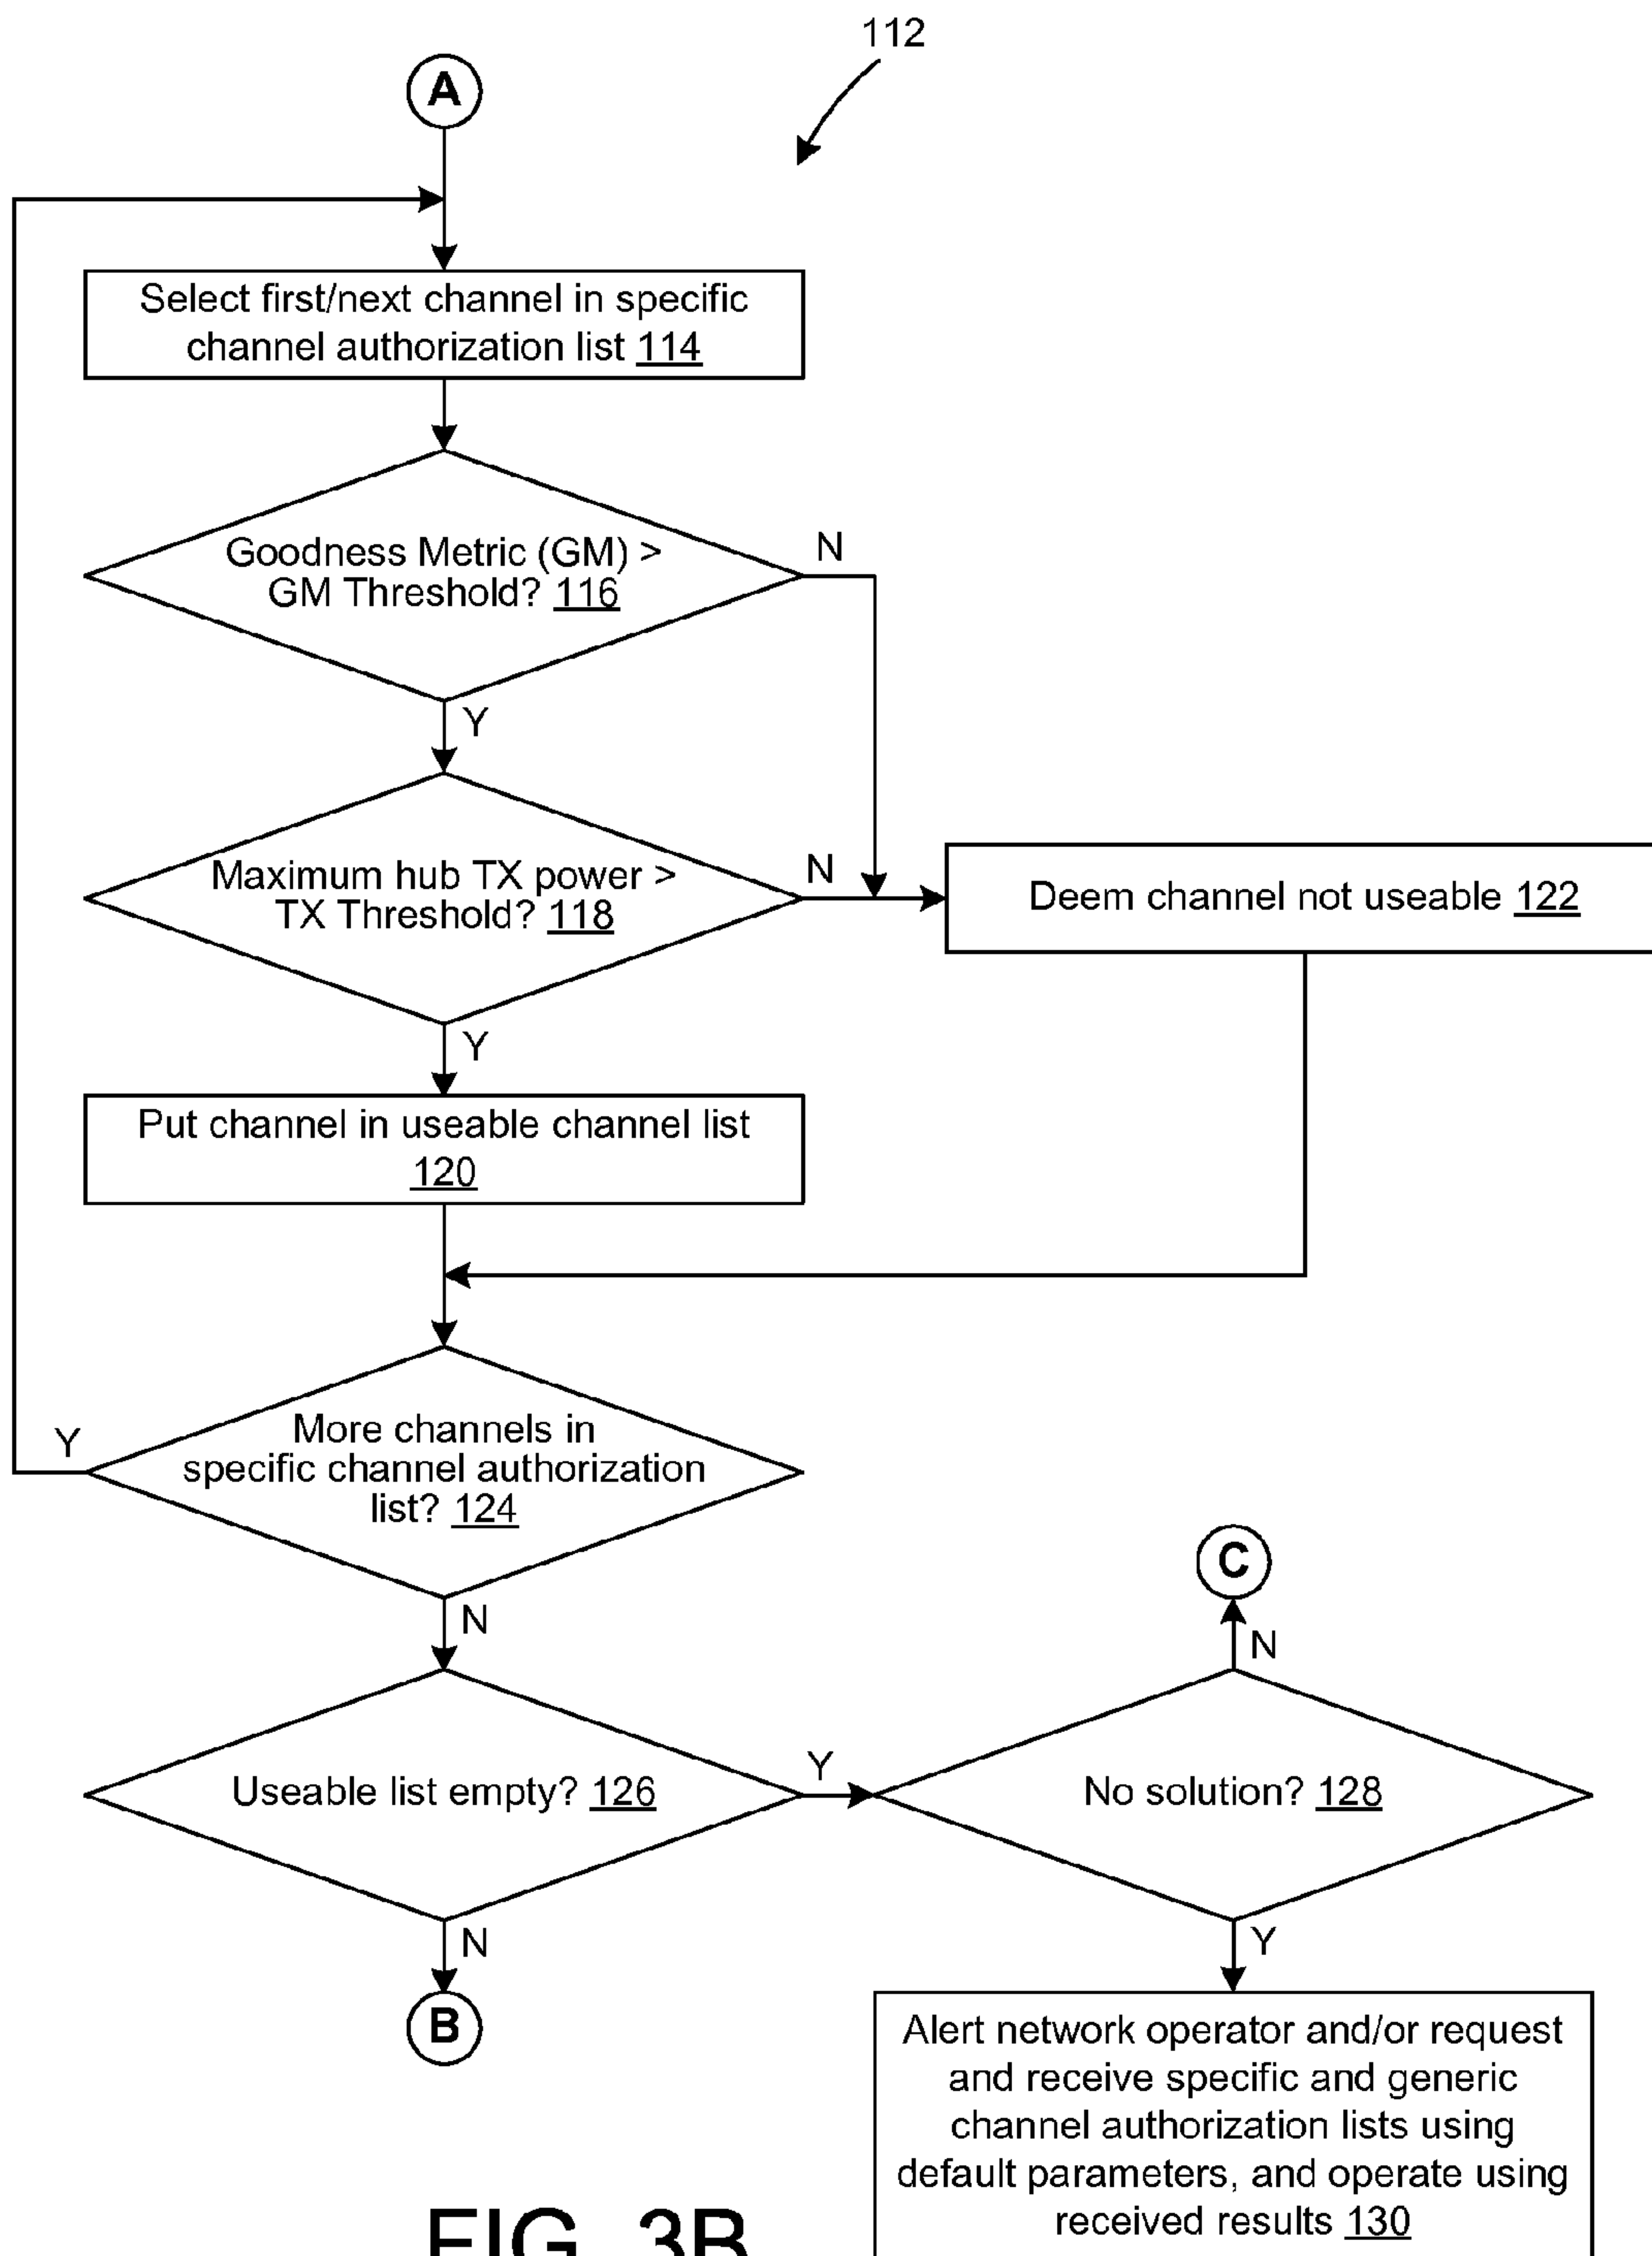 112
A
Select first/next channel in specific
channel authorization list 114
Goodness Metric (GM) >
GM Threshold? 116
N
Y
Maximum hub TX power >
TX Threshold? 118
N
Deem channel not useable 122
Y
Put channel in useable channel list
120
More channels in
specific channel authorization
list? 124
Y
N
C
N
Useable list empty? 126
Y
No solution? 128
N
Y
B
Alert network operator and/or request
and receive specific and generic
channel authorization lists using
default parameters, and operate using
received results 130
FIG. 3B